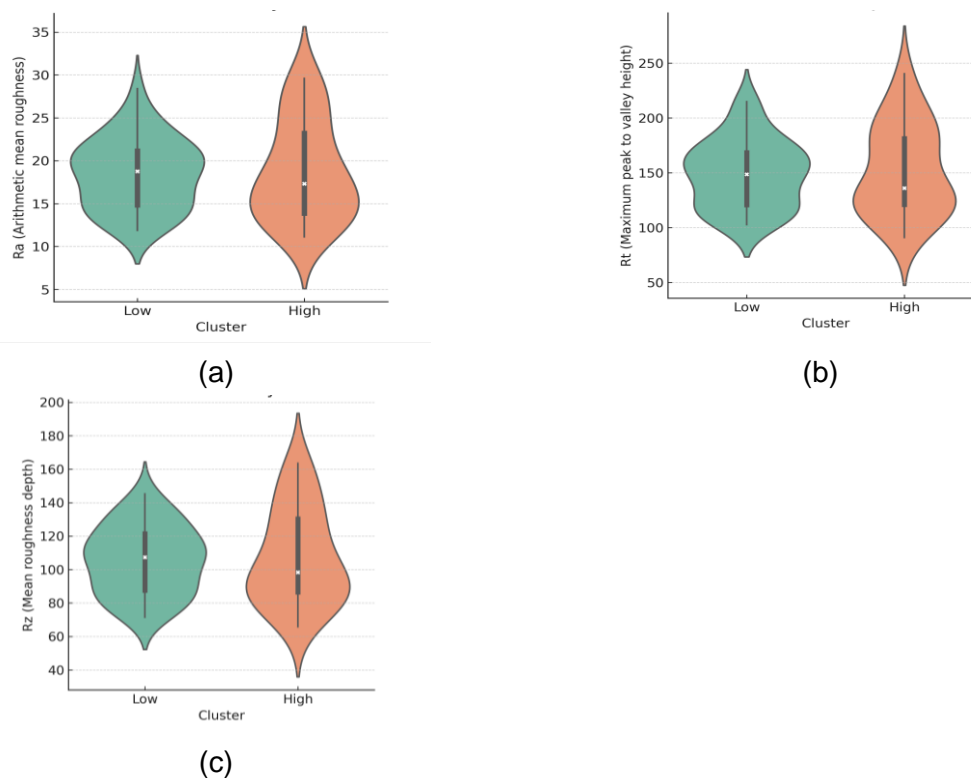 35
30
25
20
15
10
5
Ra (Arithmetic mean roughness)
Low
High
Cluster
(a)
250
200
150
100
50
Rt (Maximum peak to valley height)
Low
High
Cluster
(b)
200
180
160
140
120
100
80
60
40
Rz (Mean roughness depth)
Low
High
Cluster
(c)